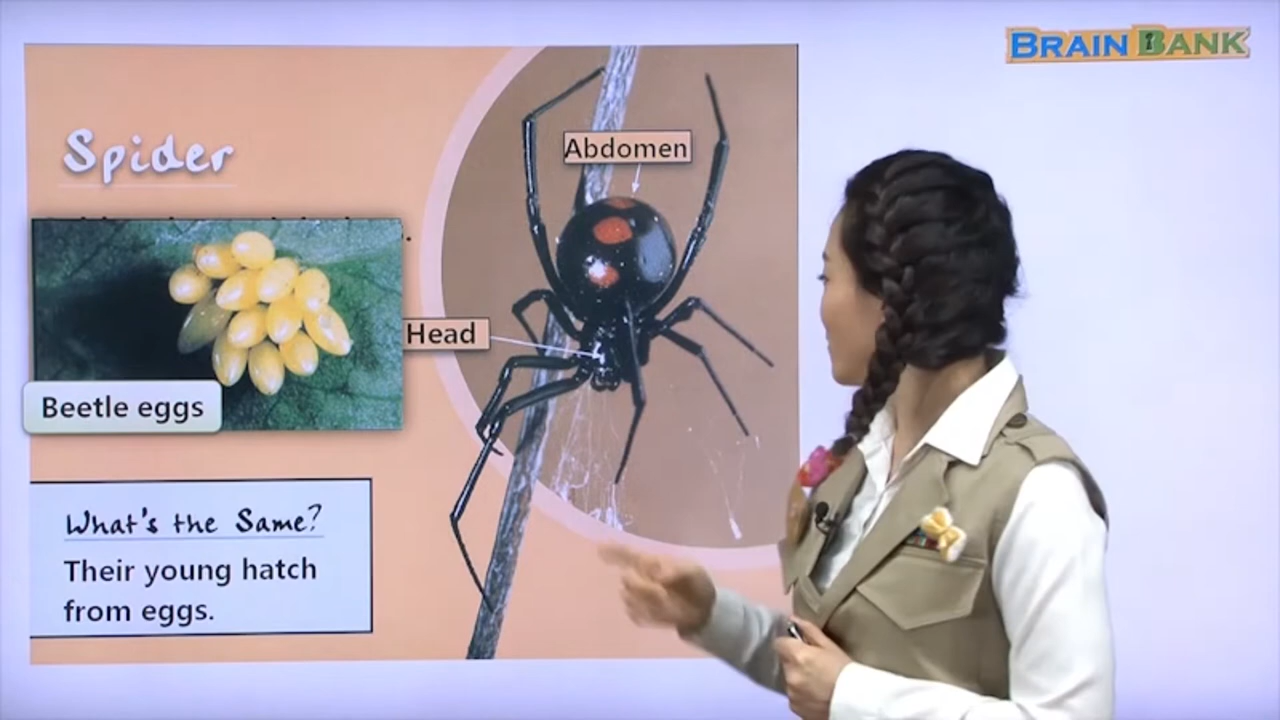 BRAIN BANK
Spider
Abdomen
Head
Beetle eggs
What's the Same?
Their young hatch
from eggs.